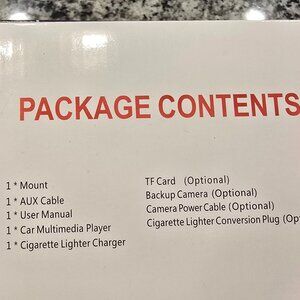 PACKAGE CONTENTS
1 * Mount
1 * AUX Cable
1 * User Manual
1 * Car Multimedia Player
1 * Cigarette Lighter Charger
TF Card (Optional)
Backup Camera (Optional)
Camera Power Cable (Optional)
Cigarette Lighter Conversion Plug